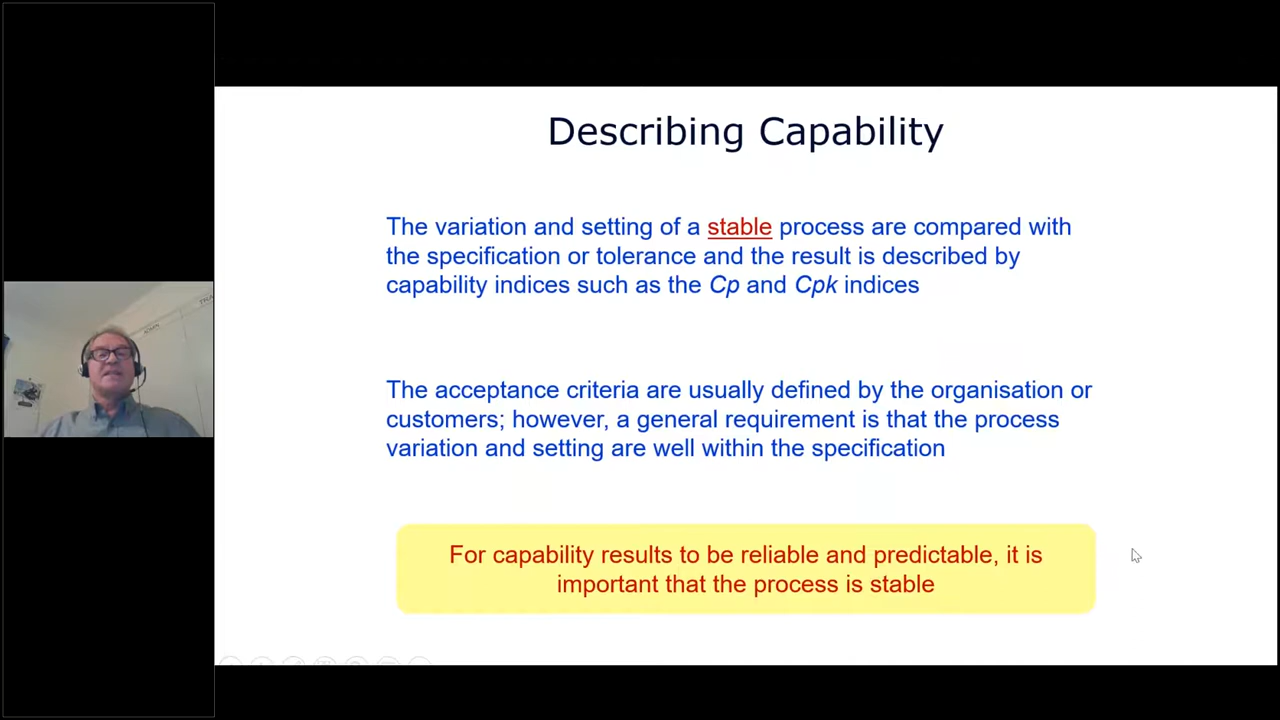 Describing Capability
The variation and setting of a stable process are compared with
the specification or tolerance and the result is described by
capability indices such as the Cp and Cpk indices
The acceptance criteria are usually defined by the organisation or
customers; however, a general requirement is that the process
variation and setting are well within the specification
For capability results to be reliable and predictable, it is
important that the process is stable